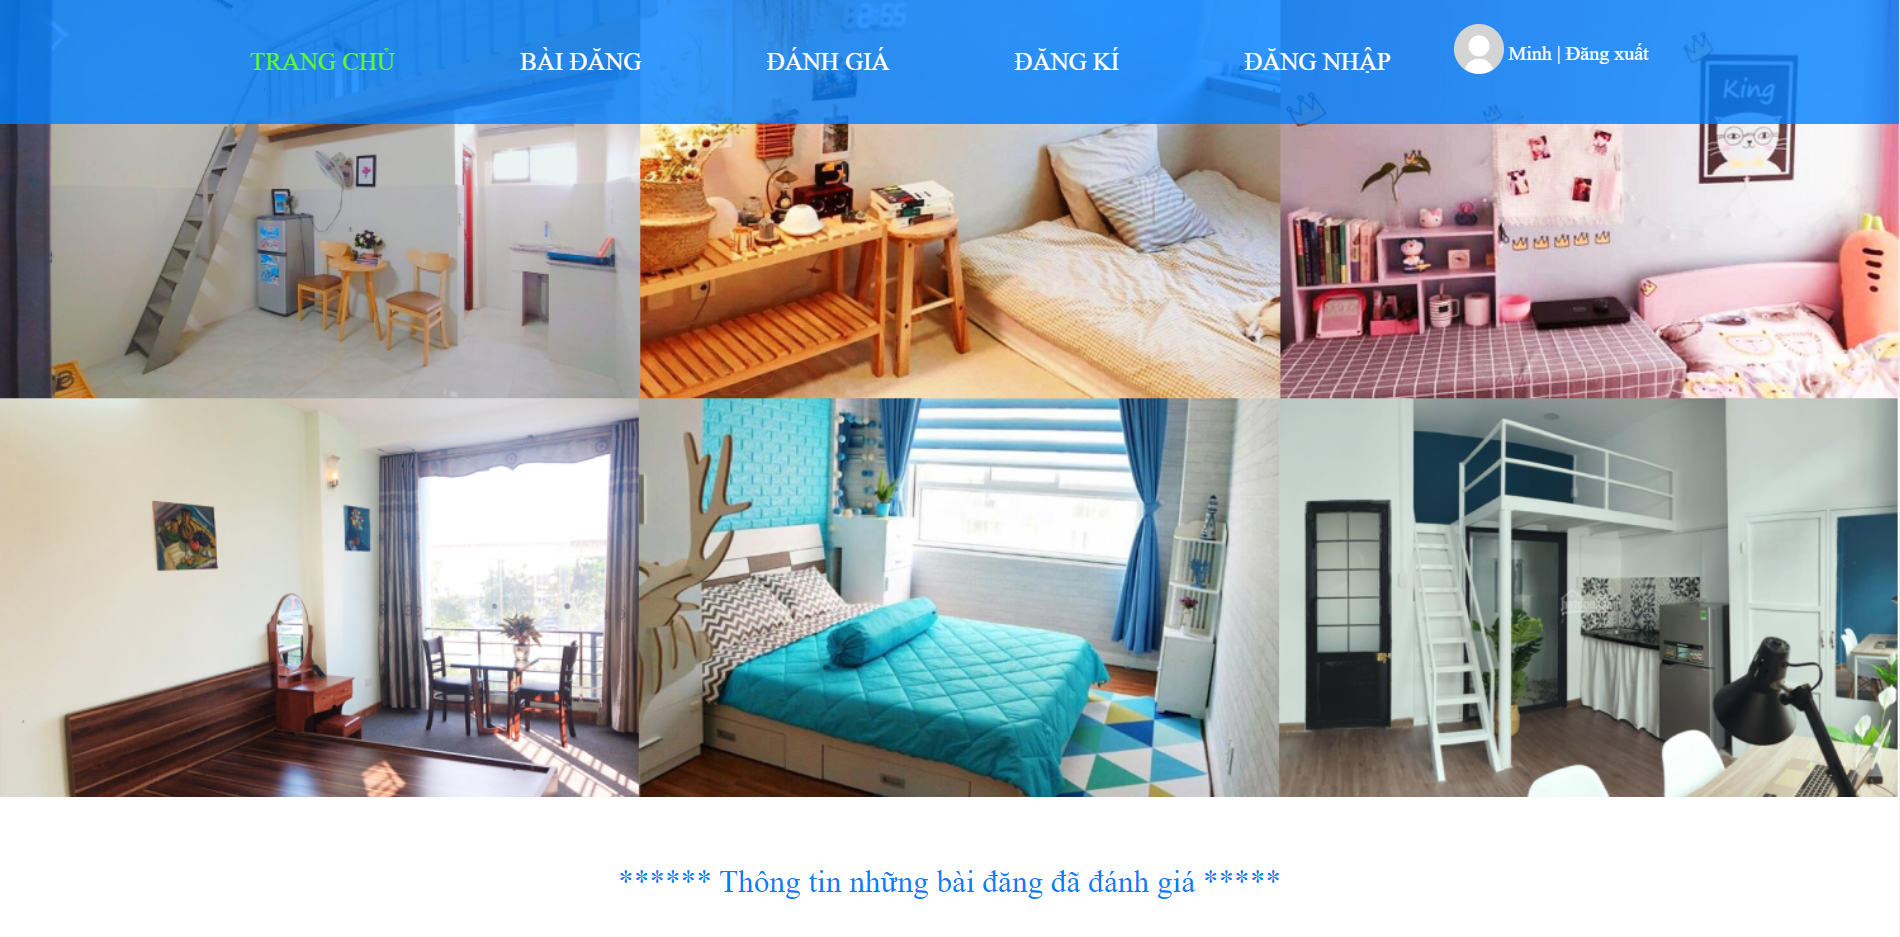 TRANG CHỦ
BÀI ĐĂNG
ĐÁNH GIÁ
ĐĂNG KÍ
ĐĂNG NHẬP
Minh | Đăng xuất
King
****** Thông tin những bài đăng đã đánh giá *****